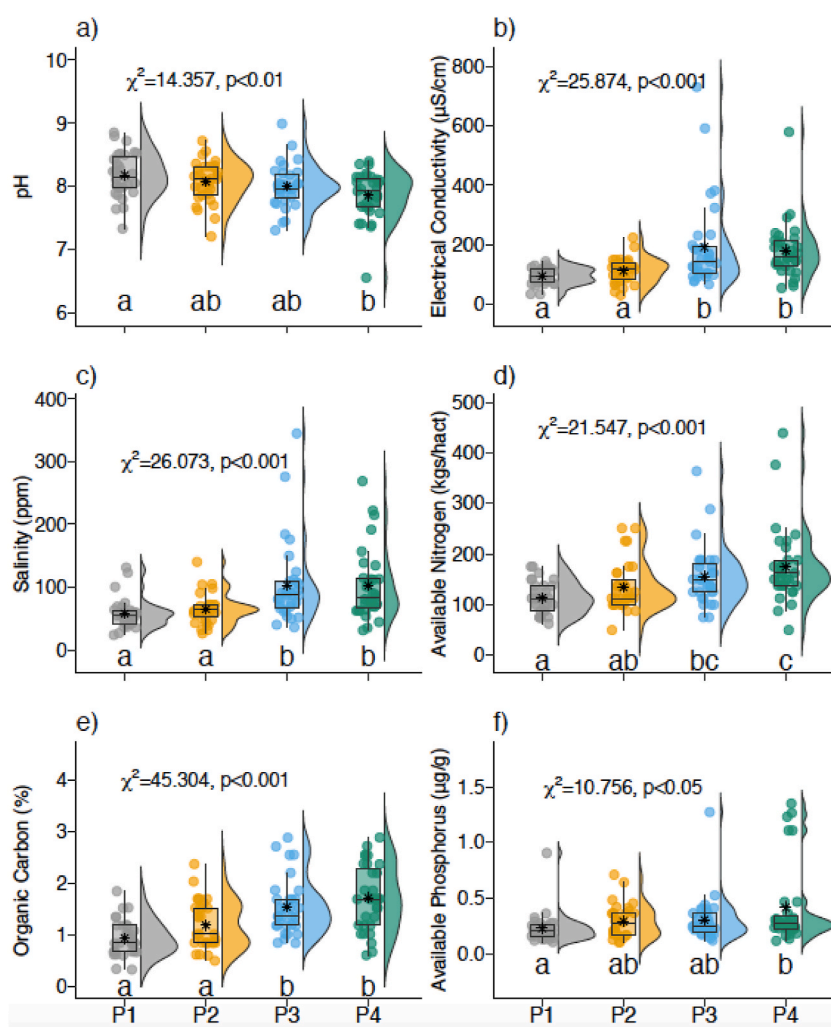 a)
b)
χ²=14.357, p<0.01
χ²=25.874, p<0.001
pH
Electrical Conductivity (µS/cm)
10
9
8
7
6
800
600
400
200
0
a ab ab b
a a b b
c)
d)
χ²=26.073, p<0.001
χ²=21.547, p<0.001
Salinity (ppm)
Available Nitrogen (kgs/hact)
400
300
200
100
0
500
400
300
200
100
0
a a b b
a ab bc c
e)
f)
χ²=45.304, p<0.001
χ²=10.756, p<0.05
Organic Carbon (%)
Available Phosphorus (µg/g)
4
3
2
1
0
1.5
1.0
0.5
0.0
a a b b
a ab ab b
P1 P2 P3 P4
P1 P2 P3 P4